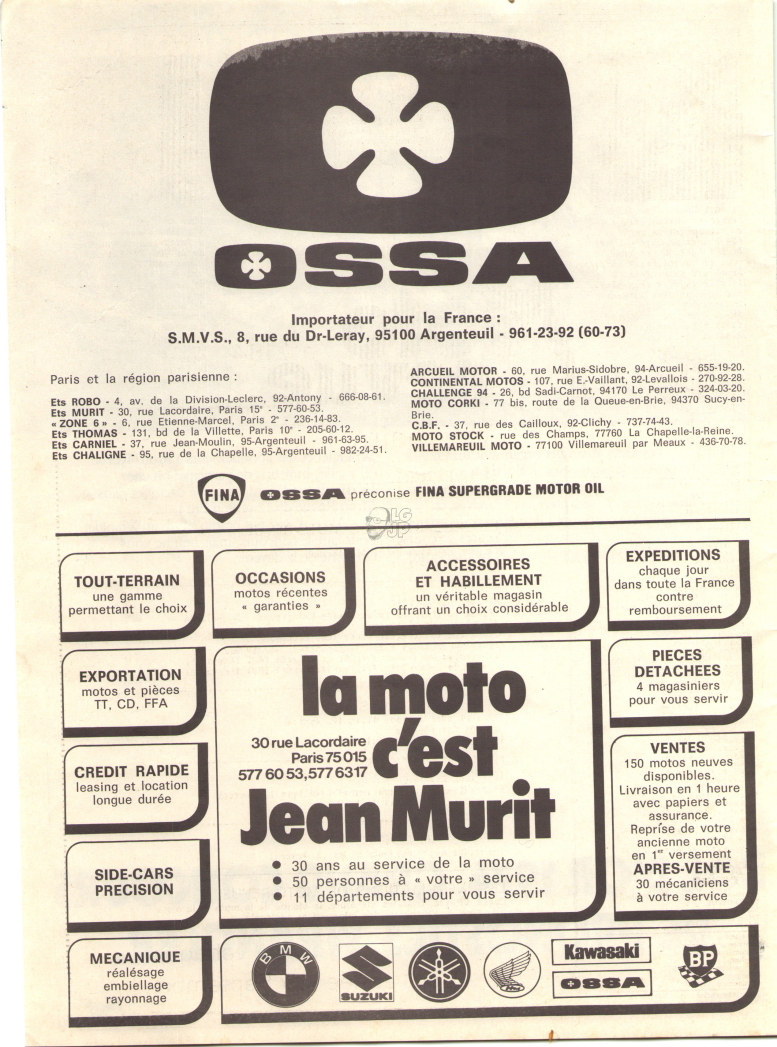 OSSA
Importateur pour la France :
S.M.V.S., 8, rue du Dr-Leray, 95100 Argenteuil - 961-23-92 (60-73)
Paris et la région parisienne :
Ets ROBO - 4, av. de la Division-Leclerc, 92-Antony - 666-08-61.
Ets MURIT - 30, rue Lacordaire, Paris 15e - 577-60-53.
« ZONE 6 » - 6, rue Etienne-Marcel, Paris 2e - 236-14-83.
Ets THOMAS - 131, bd de la Villette, Paris 10e - 205-60-12.
Ets CARNIEL - 37, rue Jean-Moulin, 95-Argenteuil - 961-63-95.
Ets CHALIGNE - 95, rue de la Chapelle, 95-Argenteuil - 982-24-51.
ARCUEIL MOTOR - 60, rue Marius-Sidobre, 94-Arcueil - 655-19-20.
CONTINENTAL MOTOS - 107, rue E.-Vaillant, 92-Levallois - 270-92-28.
CHALLENGE 94 - 26, bd Sadi-Carnot, 94170 Le Perreux - 324-03-20.
MOTO CORKI - 77 bis, route de la Queue-en-Brie, 94370 Sucy-en-
Brie.
C.B.F. - 37, rue des Cailloux, 92-Clichy - 737-74-43.
MOTO STOCK - rue des Champs, 77760 La Chapelle-la-Reine.
VILLEMAREUIL MOTO - 77100 Villemareuil par Meaux - 436-70-78.
FINA OSSA préconise FINA SUPERGRADE MOTOR OIL
LG
JP
TOUT-TERRAIN
une gamme
permettant le choix
OCCASIONS
motos récentes
« garanties »
ACCESSOIRES
ET HABILLEMENT
un véritable magasin
offrant un choix considérable
EXPEDITIONS
chaque jour
dans toute la France
contre
remboursement
EXPORTATION
motos et pièces
TT, CD, FFA
CREDIT RAPIDE
leasing et location
longue durée
SIDE-CARS
PRECISION
MECANIQUE
réalésage
embiellage
rayonnage
la moto
c'est
Jean Murit
30 rue Lacordaire
Paris 75 015
577 60 53, 577 63 17
● 30 ans au service de la moto
● 50 personnes à « votre » service
● 11 départements pour vous servir
PIECES
DETACHEES
4 magasiniers
pour vous servir
VENTES
150 motos neuves
disponibles.
Livraison en 1 heure
avec papiers et
assurance.
Reprise de votre
ancienne moto
en 1er versement
APRES-VENTE
30 mécaniciens
à votre service
BMW
SUZUKI
Kawasaki
OSSA
BP